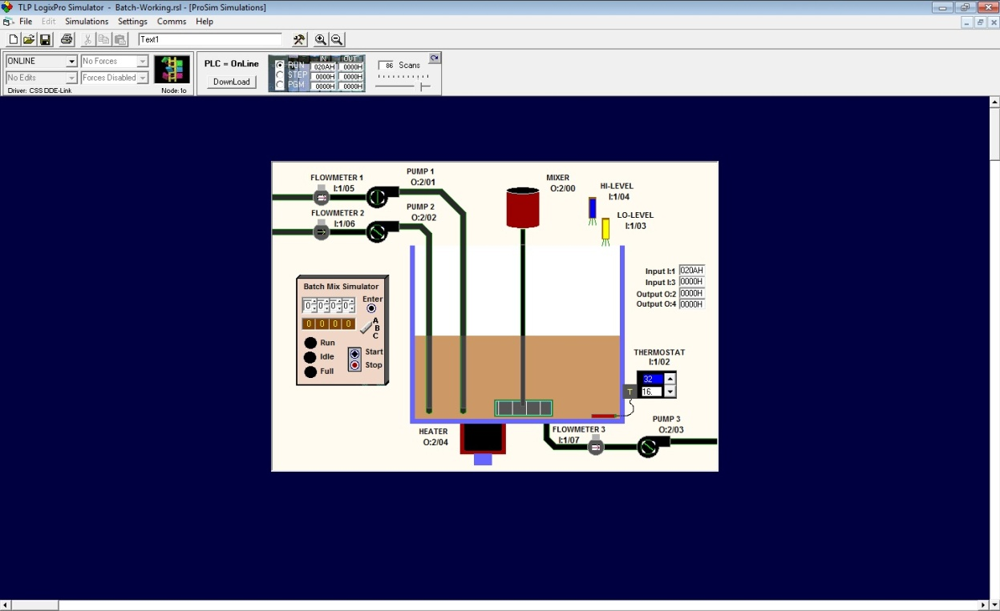 TLP LogixPro Simulator - Batch-Working.rsl - [ProSim Simulations]
File Edit Simulations Settings Comms Help
Text1
ONLINE No Forces
No Edits Forces Disabled
Driver: CSS DDE-Link Node: 1o
PLC = OnLine
DownLoad
IN OUT
RUN 020AH 0000H
STEP 0000H 0000H
PGM 0000H 0000H
86 Scans
FLOWMETER 1
I:1/05
PUMP 1
O:2/01
FLOWMETER 2
I:1/06
PUMP 2
O:2/02
MIXER
O:2/00
HI-LEVEL
I:1/04
LO-LEVEL
I:1/03
Input I:1 020AH
Input I:3 0000H
Output O:2 0000H
Output O:4 0000H
Batch Mix Simulator
0 0 0 0 Enter
0 0 0 0
A
B
C
Run
Idle
Full
Start
Stop
THERMOSTAT
I:1/02
32
T 16.
HEATER
O:2/04
FLOWMETER 3
I:1/07
PUMP 3
O:2/03